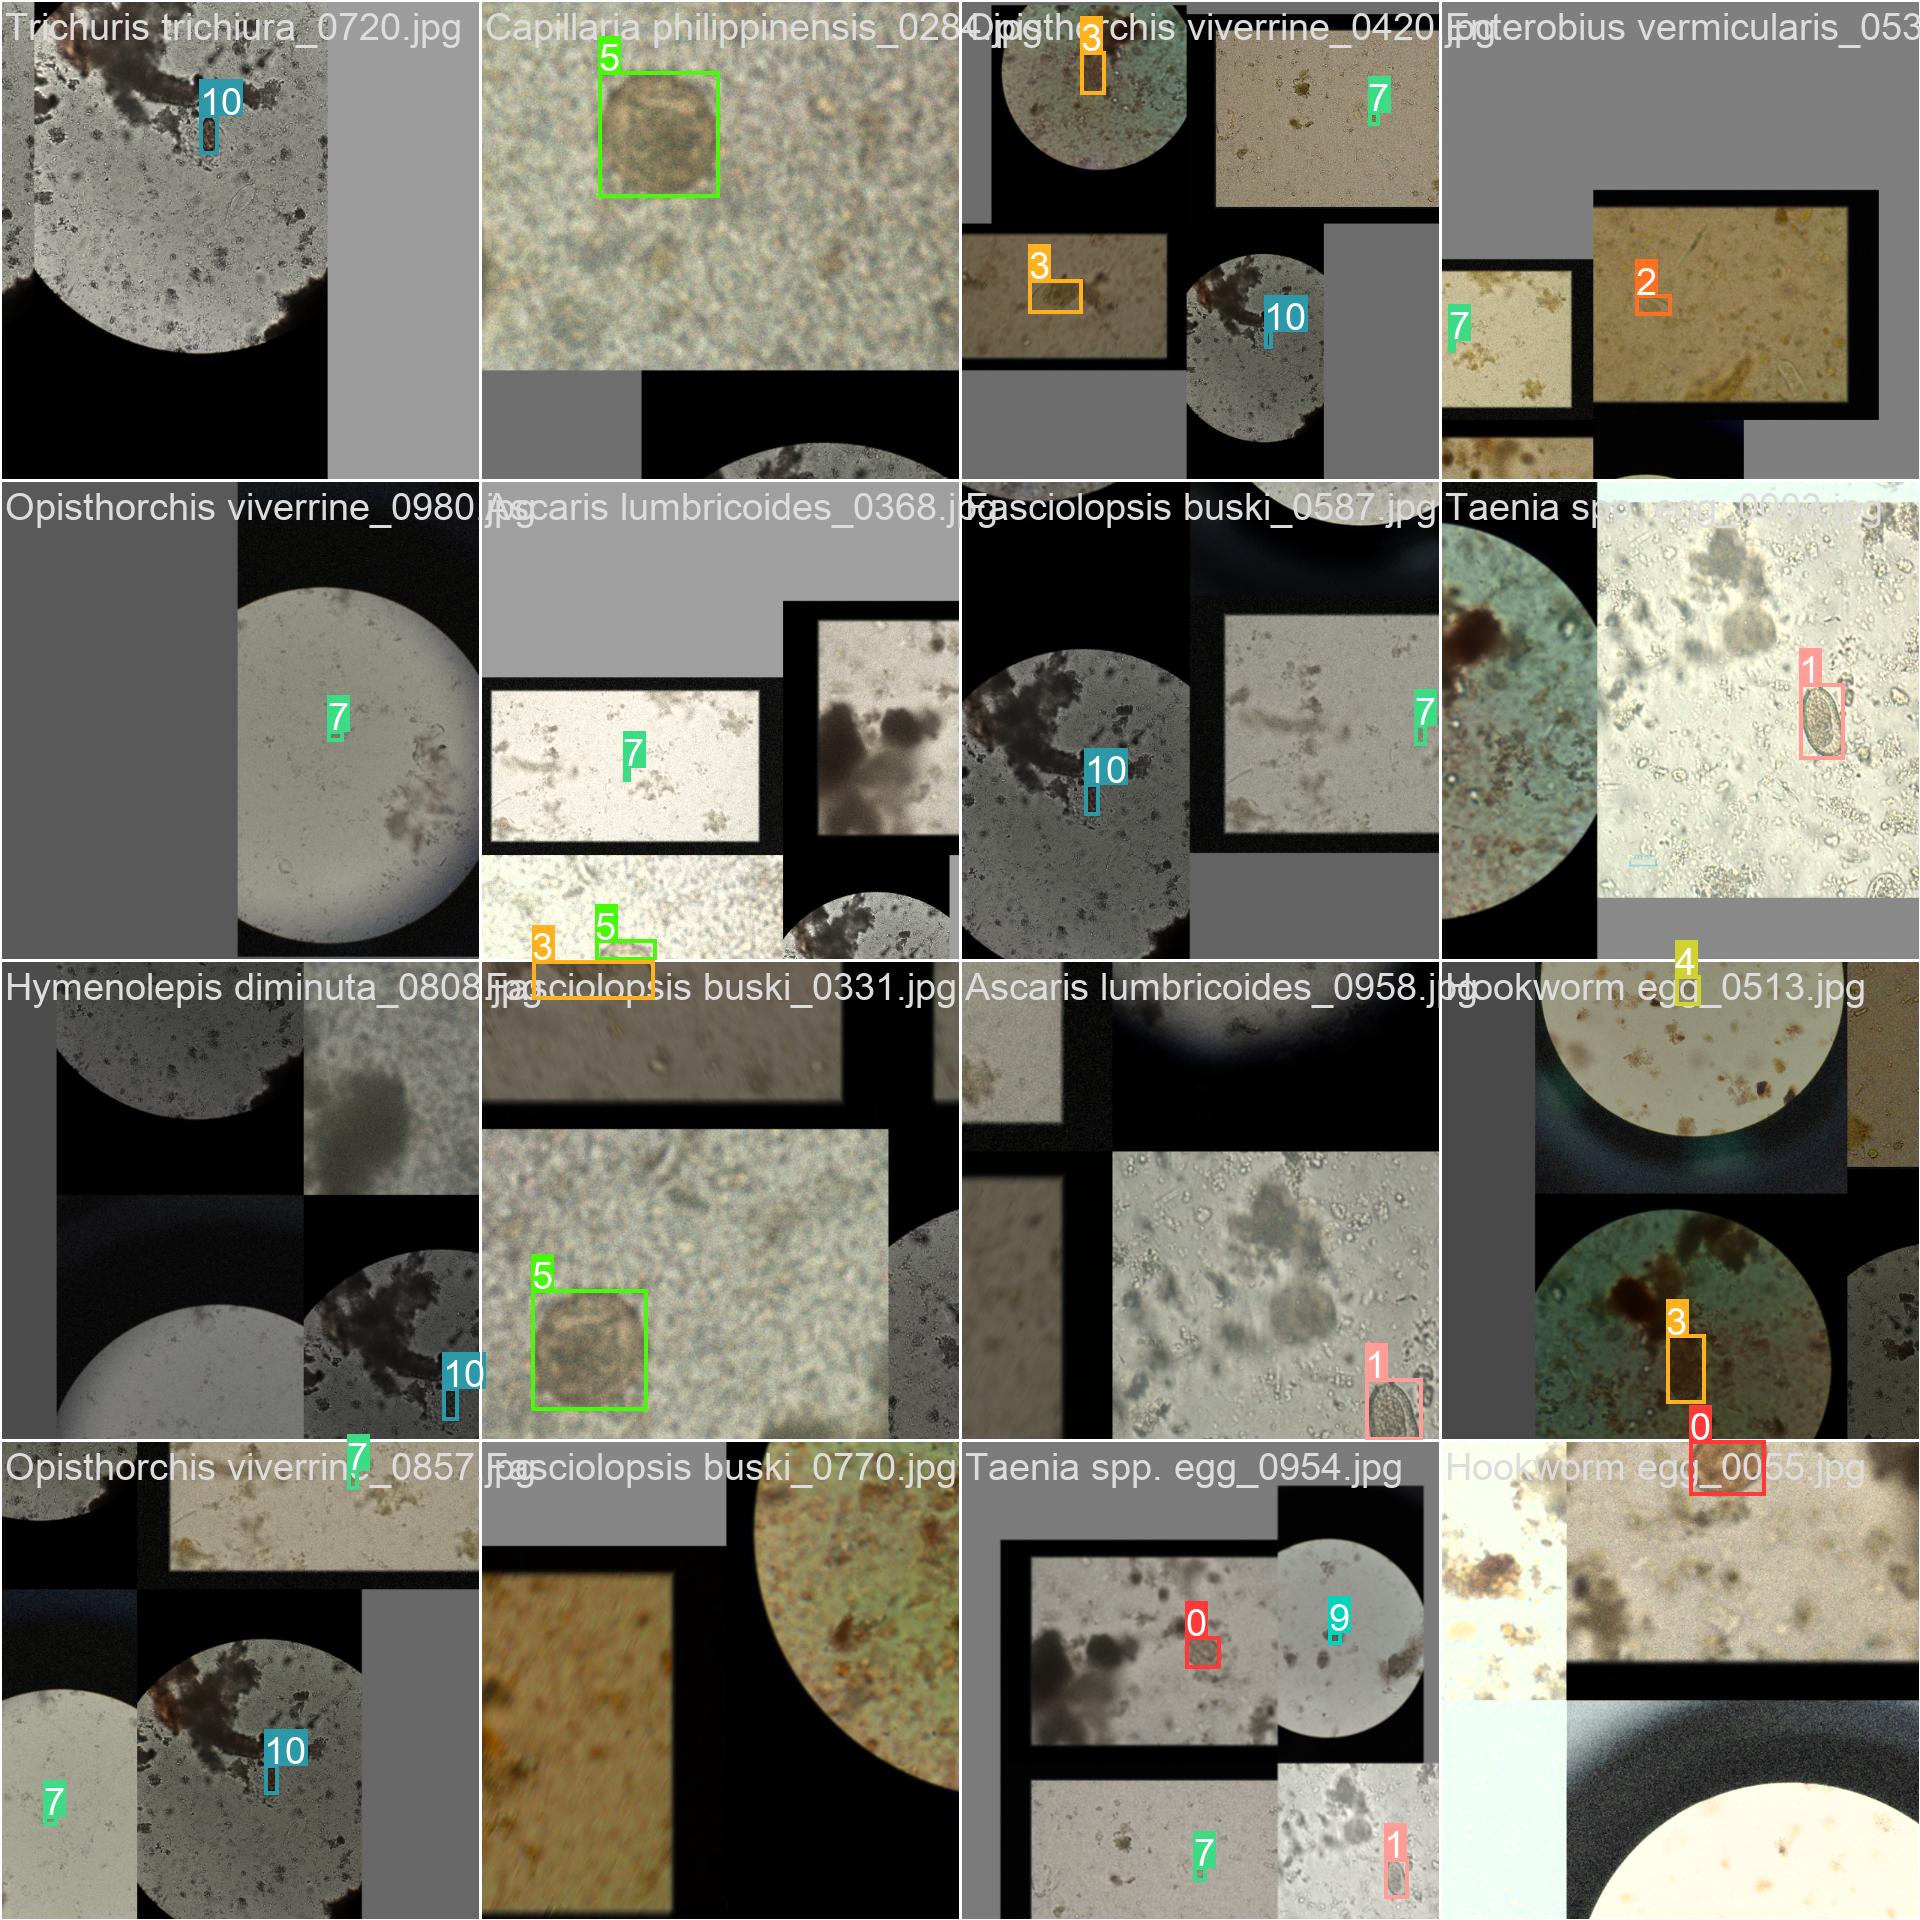 Trichuris trichiura_0720.jpg
10
Capillaria philippinensis_0284.jpg
5
Opisthorchis viverrine_0420.jpg
3
7
3
10
Enterobius vermicularis_053
2
7
Opisthorchis viverrine_0980.jpg
7
Ascaris lumbricoides_0368.jpg
7
5
3
Fasciolopsis buski_0587.jpg
7
10
Taenia spp. egg_0003.jpg
1
4
Hymenolepis diminuta_0808.jpg
10
7
Fasciolopsis buski_0331.jpg
5
Ascaris lumbricoides_0958.jpg
1
Hookworm egg_0513.jpg
3
0
Opisthorchis viverrine_0857.jpg
10
7
Fasciolopsis buski_0770.jpg
Taenia spp. egg_0954.jpg
0
9
7
1
Hookworm egg_0055.jpg